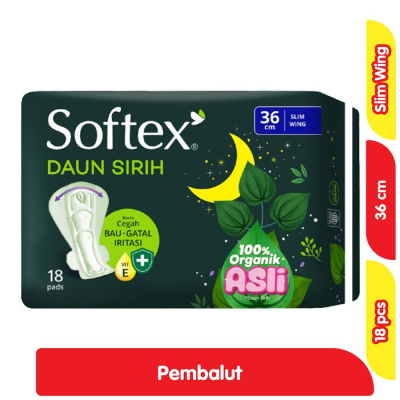 Softex®
DAUN SIRIH
36
cm
SLIM
WING
Bantu
Cegah
BAU-GATAL
IRITASI
VIT
E
100%
Organik
Asli
18
pads
Slim Wing
36 cm
18 pcs
Pembalut